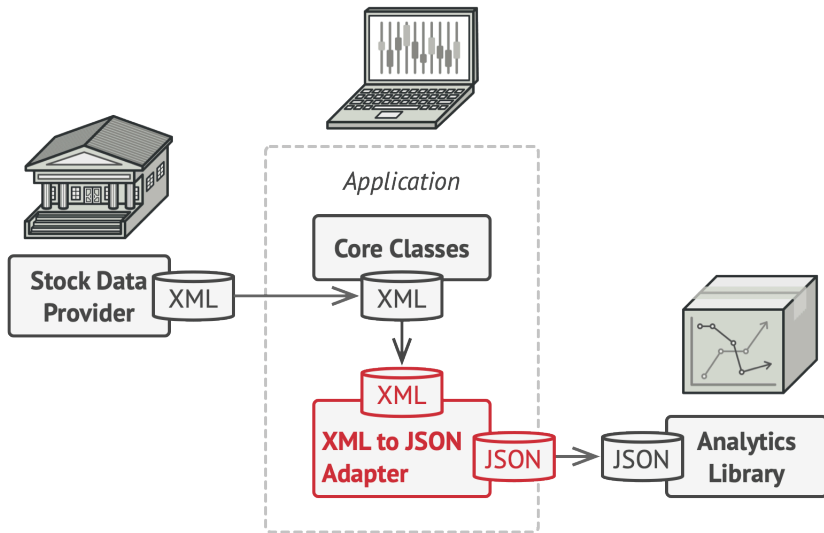 Application
Core Classes
XML
Stock Data
Provider
XML
XML
XML to JSON
Adapter
JSON
JSON
Analytics
Library